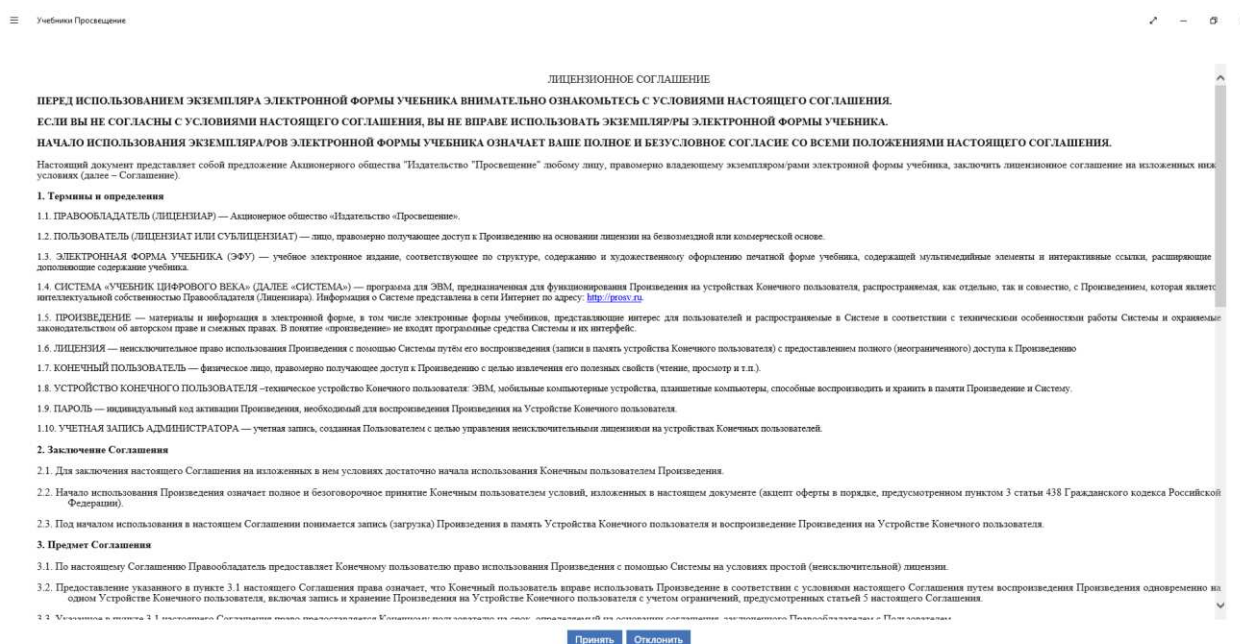 Учебники Просвещение
ЛИЦЕНЗИОННОЕ СОГЛАШЕНИЕ
ПЕРЕД ИСПОЛЬЗОВАНИЕМ ЭКЗЕМПЛЯРА ЭЛЕКТРОННОЙ ФОРМЫ УЧЕБНИКА ВНИМАТЕЛЬНО ОЗНАКОМЬТЕСЬ С УСЛОВИЯМИ НАСТОЯЩЕГО СОГЛАШЕНИЯ.
ЕСЛИ ВЫ НЕ СОГЛАСНЫ С УСЛОВИЯМИ НАСТОЯЩЕГО СОГЛАШЕНИЯ, ВЫ НЕ ВПРАВЕ ИСПОЛЬЗОВАТЬ ЭКЗЕМПЛЯР/РЫ ЭЛЕКТРОННОЙ ФОРМЫ УЧЕБНИКА.
НАЧАЛО ИСПОЛЬЗОВАНИЯ ЭКЗЕМПЛЯРА/РОВ ЭЛЕКТРОННОЙ ФОРМЫ УЧЕБНИКА ОЗНАЧАЕТ ВАШЕ ПОЛНОЕ И БЕЗУСЛОВНОЕ СОГЛАСИЕ СО ВСЕМИ ПОЛОЖЕНИЯМИ НАСТОЯЩЕГО СОГЛАШЕНИЯ.
Настоящий документ представляет собой предложение Акционерного общества "Издательство "Просвещение" любому лицу, правомерно владеющему экземпляром/рами электронной формы учебника, заключить лицензионное соглашение на изложенных ниж
условиях (далее – Соглашение).
1. Термины и определения
1.1. ПРАВООБЛАДАТЕЛЬ (ЛИЦЕНЗИАР) — Акционерное общество «Издательство «Просвещение».
1.2. ПОЛЬЗОВАТЕЛЬ (ЛИЦЕНЗИАТ ИЛИ СУБЛИЦЕНЗИАТ) — лицо, правомерно получающее доступ к Произведению на основании лицензии на безвозмездной или коммерческой основе.
1.3. ЭЛЕКТРОННАЯ ФОРМА УЧЕБНИКА (ЭФУ) — учебное электронное издание, соответствующее по структуре, содержанию и художественному оформлению печатной форме учебника, содержащей мультимедийные элементы и интерактивные ссылки, расширяющие
дополняющие содержание учебника.
1.4. СИСТЕМА «УЧЕБНИК ЦИФРОВОГО ВЕКА» (ДАЛЕЕ «СИСТЕМА») — программа для ЭВМ, предназначенная для функционирования Произведения на устройствах Конечного пользователя, распространяемая, как отдельно, так и совместно, с Произведением, которая являетс
интеллектуальной собственностью Правообладателя (Лицензиара). Информация о Системе представлена в сети Интернет по адресу: http://prosv.ru.
1.5. ПРОИЗВЕДЕНИЕ — материалы и информация в электронной форме, в том числе электронные формы учебников, представляющие интерес для пользователей и распространяемые в Системе в соответствии с техническими особенностями работы Системы и охраняемые
законодательством об авторском праве и смежных правах. В понятие «произведение» не входят программные средства Системы и их интерфейс.
1.6. ЛИЦЕНЗИЯ — неисключительное право использования Произведения с помощью Системы путём его воспроизведения (записи в память устройства Конечного пользователя) с предоставлением полного (неограниченного) доступа к Произведению
1.7. КОНЕЧНЫЙ ПОЛЬЗОВАТЕЛЬ — физическое лицо, правомерно получающее доступ к Произведению с целью извлечения его полезных свойств (чтение, просмотр и т.п.).
1.8. УСТРОЙСТВО КОНЕЧНОГО ПОЛЬЗОВАТЕЛЯ –техническое устройство Конечного пользователя: ЭВМ, мобильные компьютерные устройства, планшетные компьютеры, способные воспроизводить и хранить в памяти Произведение и Систему.
1.9. ПАРОЛЬ — индивидуальный код активации Произведения, необходимый для воспроизведения Произведения на Устройстве Конечного пользователя.
1.10. УЧЕТНАЯ ЗАПИСЬ АДМИНИСТРАТОРА — учетная запись, созданная Пользователем с целью управления неисключительными лицензиями на устройствах Конечных пользователей.
2. Заключение Соглашения
2.1. Для заключения настоящего Соглашения на изложенных в нем условиях достаточно начала использования Конечным пользователем Произведения.
2.2. Начало использования Произведения означает полное и безоговорочное принятие Конечным пользователем условий, изложенных в настоящем документе (акцепт оферты в порядке, предусмотренном пунктом 3 статьи 438 Гражданского кодекса Российской
Федерации).
2.3. Под началом использования в настоящем Соглашении понимается запись (загрузка) Произведения в память Устройства Конечного пользователя и воспроизведение Произведения на Устройстве Конечного пользователя.
3. Предмет Соглашения
3.1. По настоящему Соглашению Правообладатель предоставляет Конечному пользователю право использования Произведения с помощью Системы на условиях простой (неисключительной) лицензии.
3.2. Предоставление указанного в пункте 3.1 настоящего Соглашения права означает, что Конечный пользователь вправе использовать Произведение в соответствии с условиями настоящего Соглашения путем воспроизведения Произведения одновременно на
одном Устройстве Конечного пользователя, включая запись и хранение Произведения на Устройстве Конечного пользователя с учетом ограничений, предусмотренных статьей 5 настоящего Соглашения.
3.3. Указанное в пункте 3.1 настоящего Соглашения право предоставляется Конечному пользователю на срок, определяемый на основании соглашения, заключенного Правообладателем с Пользователем.
Принять Отклонить